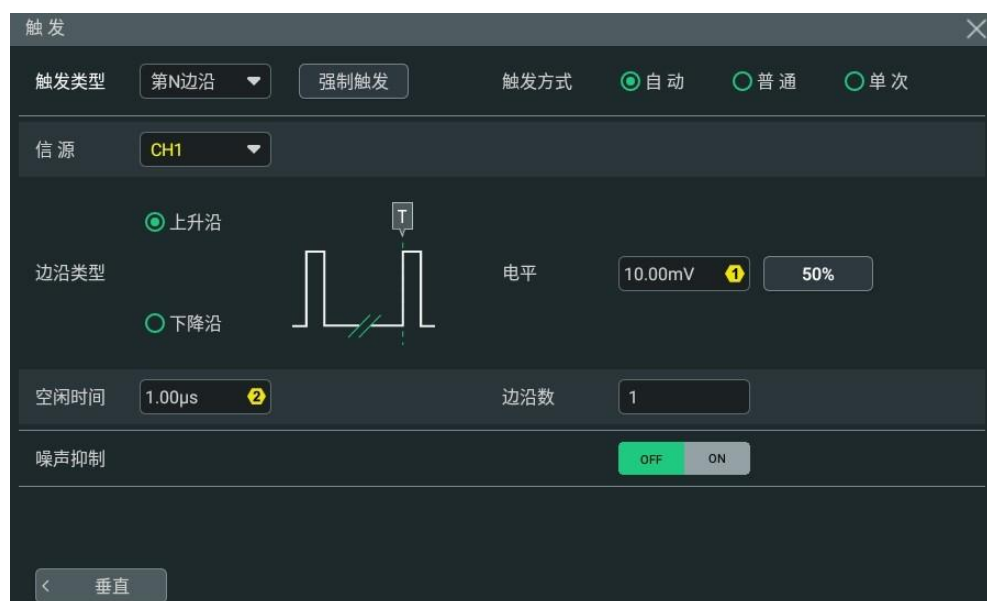 触发
触发类型 第N边沿 强制触发 触发方式 自动 普通 单次
信源 CH1
上升沿
T
边沿类型 电平 10.00mV 1 50%
下降沿
空闲时间 1.00μs 2 边沿数 1
噪声抑制 OFF ON
垂直